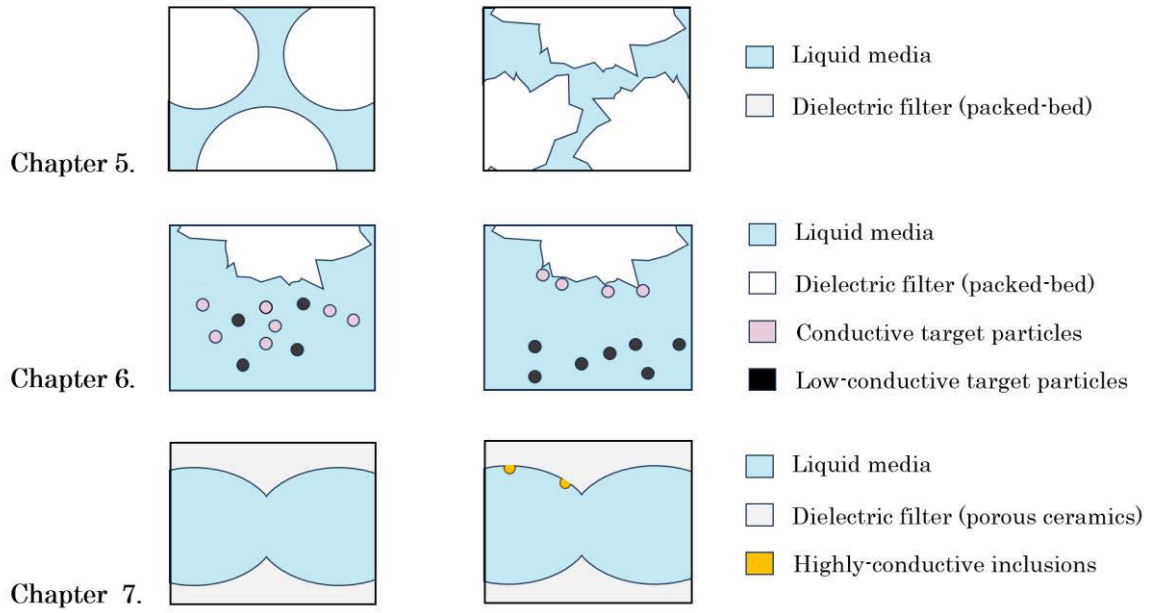 Liquid media
Dielectric filter (packed-bed)
Chapter 5.
Liquid media
Dielectric filter (packed-bed)
Conductive target particles
Chapter 6.
Low-conductive target particles
Liquid media
Dielectric filter (porous ceramics)
Highly-conductive inclusions
Chapter 7.